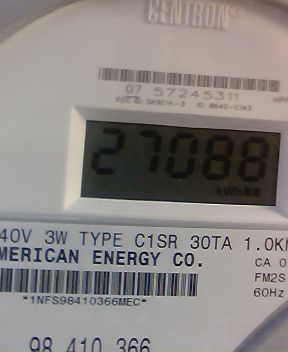 CENTRON
07 57245311
27088
kWh
40V 3W TYPE C1SR 30TA 1.0K
MERICAN ENERGY CO.
CA 0
FM2S
60Hz
*1NFS98410366MEC*
98 410 366